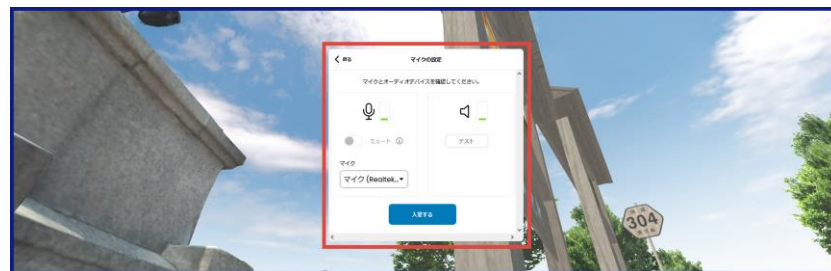 戻る
マイクの設定
マイクとオーディオデバイスを確認してください。
ミュート
テスト
マイク
マイク (Realtek...
入室する
304